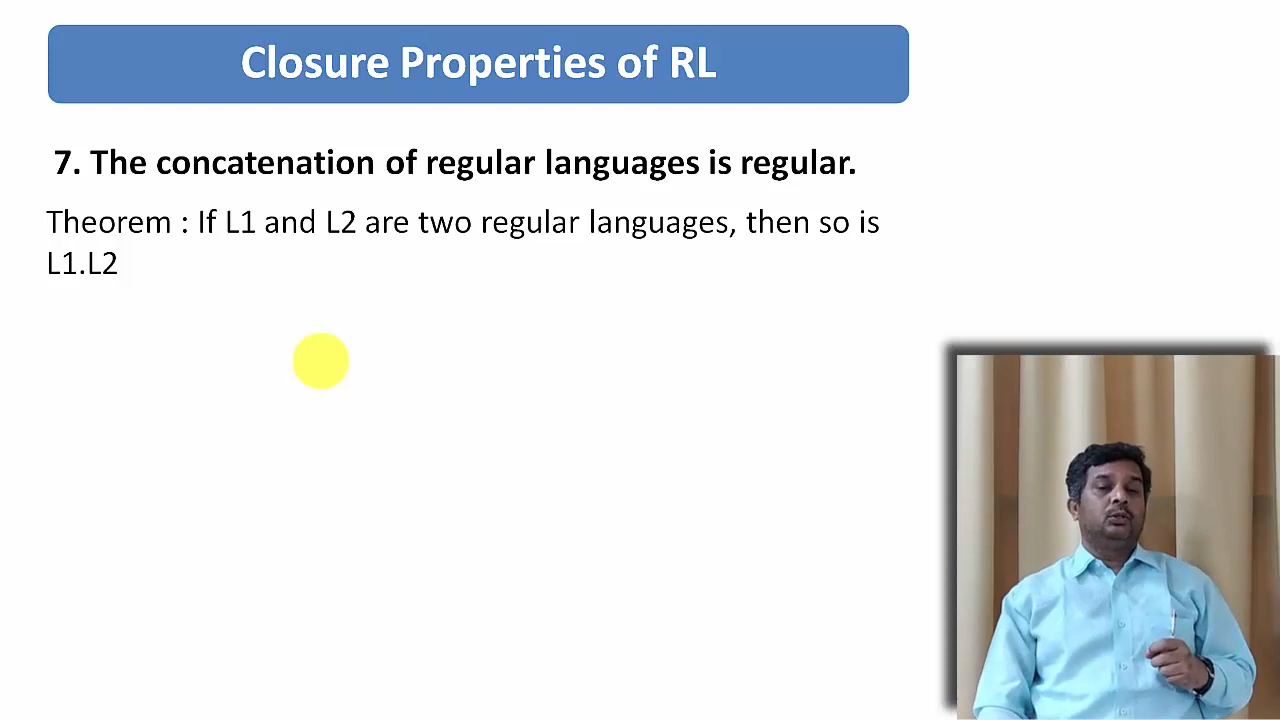 Closure Properties of RL
7. The concatenation of regular languages is regular.
Theorem : If L1 and L2 are two regular languages, then so is
L1.L2